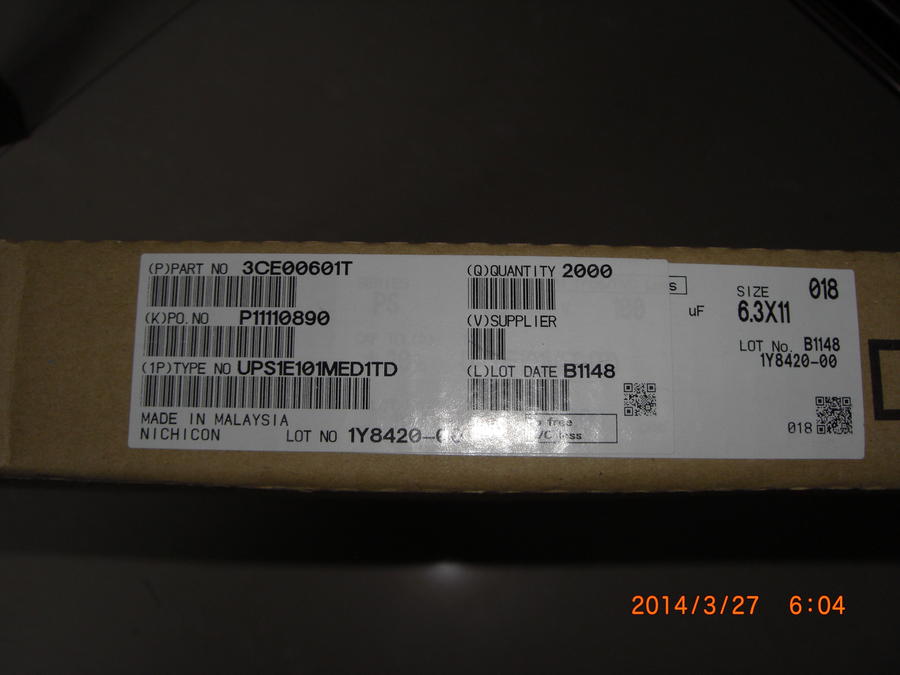 (P)PART NO 3CE00601T
(K)PO.NO P11110890
(1P)TYPE NO UPS1E101MED1TD
MADE IN MALAYSIA
NICHICON LOT NO 1Y8420-
(Q)QUANTITY 2000
(V)SUPPLIER
(L)LOT DATE B1148
free
less
uF
SIZE 018
6.3X11
LOT No. B1148
1Y8420-00
018
2014/3/27 6:04